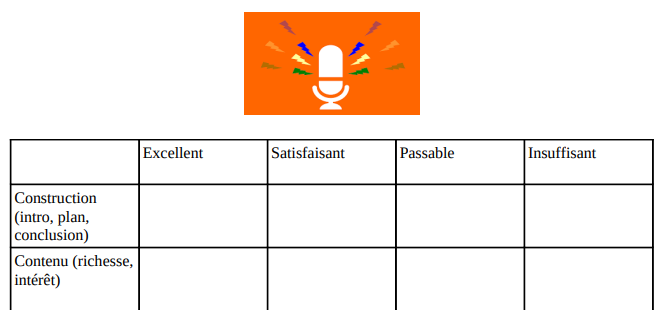 Excellent Satisfaisant Passable Insuffisant
Construction
(intro, plan,
conclusion)
Contenu (richesse,
intérêt)